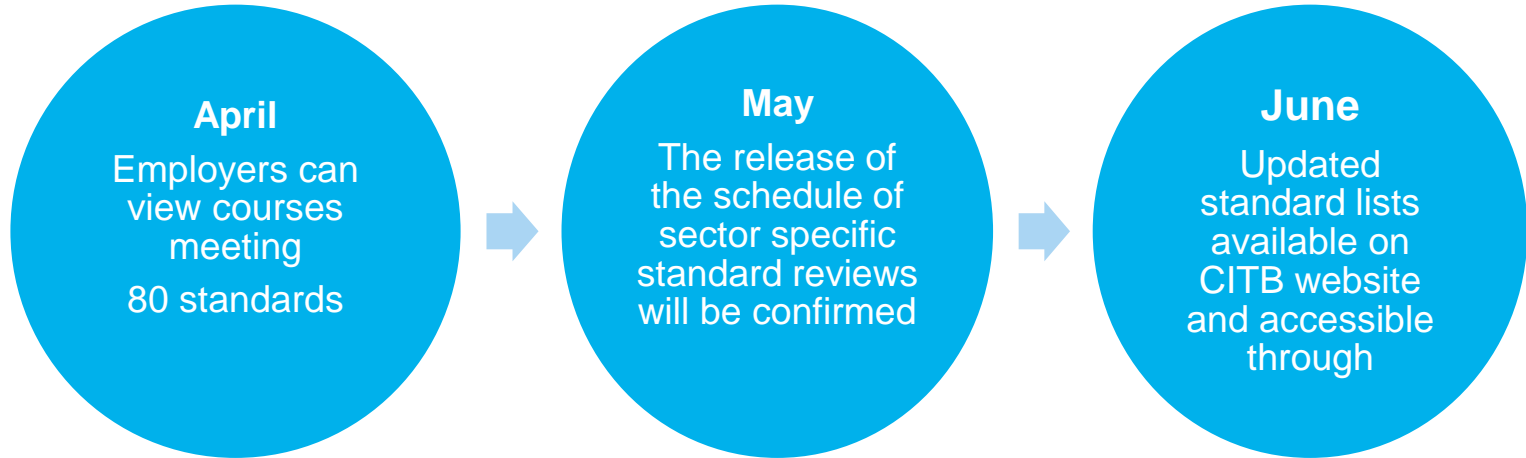 April
Employers can
view courses
meeting
80 standards
May
The release of
the schedule of
sector specific
standard reviews
will be confirmed
June
Updated
standard lists
available on
CITB website
and accessible
through